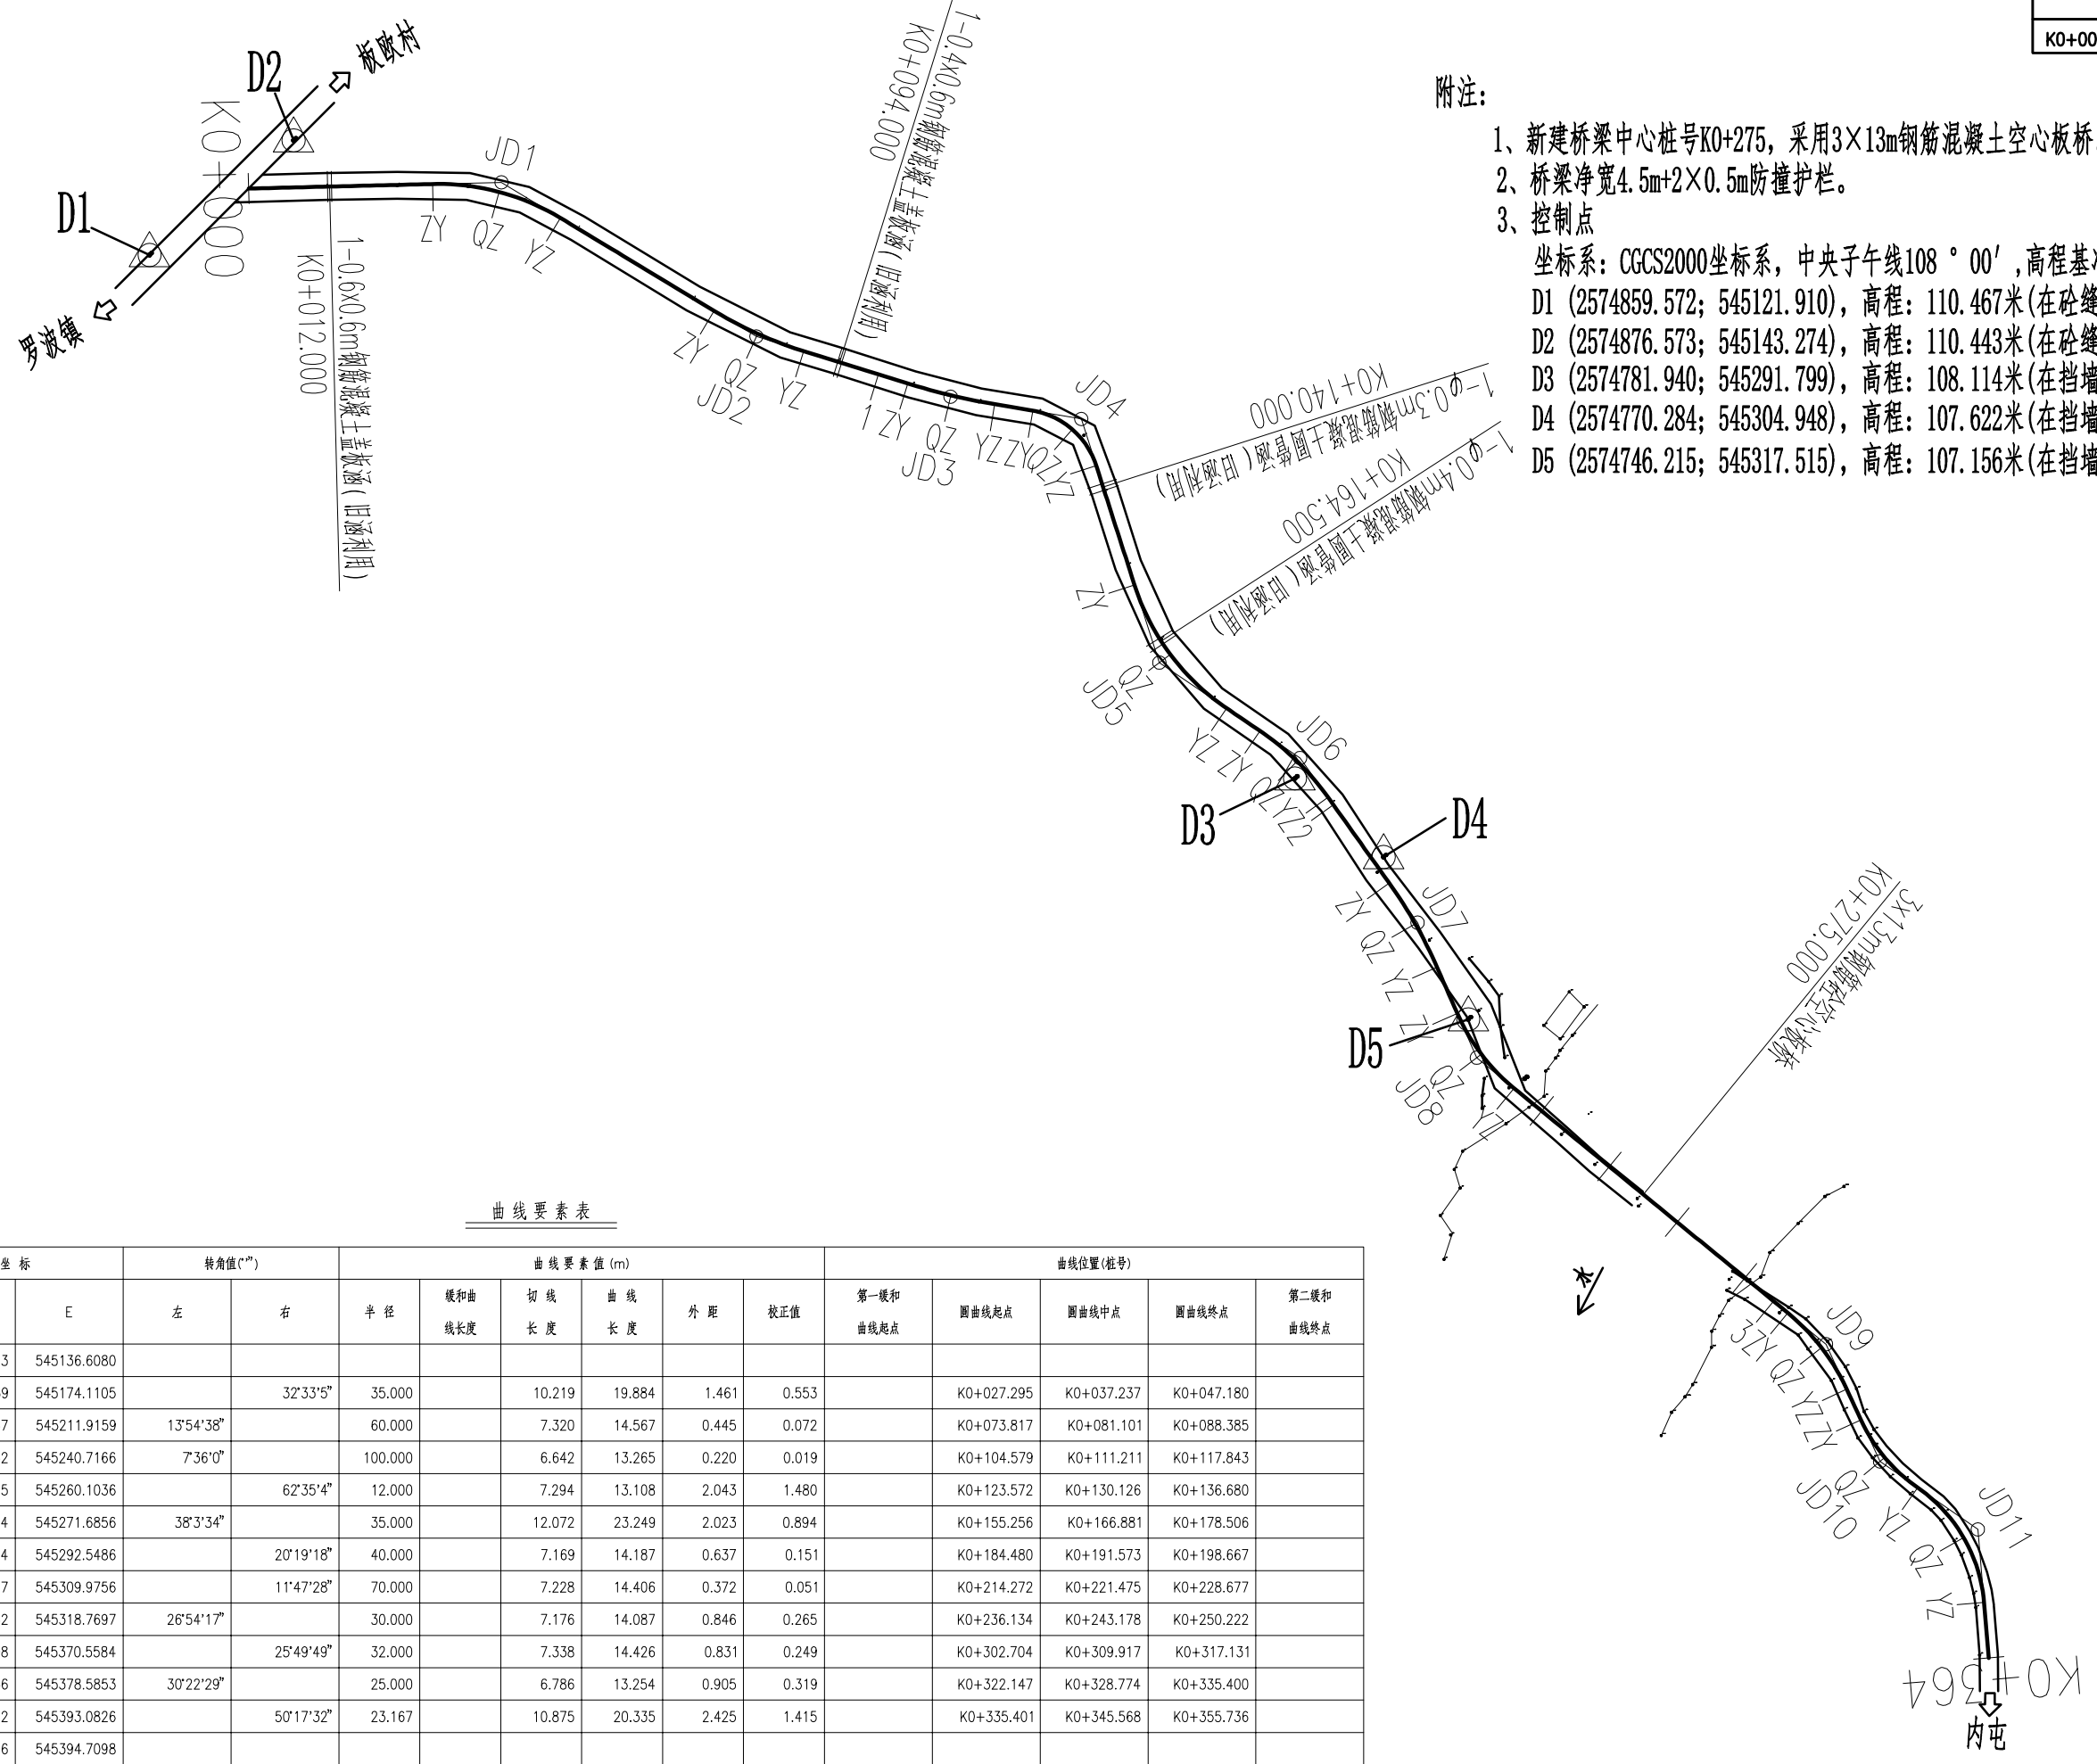 K0+00
附注:
1、新建桥梁中心桩号K0+275, 采用3×13m钢筋混凝土空心板桥
2、桥梁净宽4.5m+2×0.5m防撞护栏。
3、控制点
坐标系: CGCS2000坐标系, 中央子午线108 ° 00′,高程基
D1 (2574859.572; 545121.910), 高程: 110.467米(在砼缝
D2 (2574876.573; 545143.274), 高程: 110.443米(在砼缝
D3 (2574781.940; 545291.799), 高程: 108.114米(在挡墙
D4 (2574770.284; 545304.948), 高程: 107.622米(在挡墙
D5 (2574746.215; 545317.515), 高程: 107.156米(在挡墙
板欧村
D2
D1
罗波镇
K0+000
1-0.6x0.6m钢筋混凝土盖板涵(旧涵利用)
K0+012.000
JD1
ZY
QZ
YZ
1-0.4x0.6m钢筋混凝土盖板涵(旧涵利用)
K0+094.000
ZY
QZ
JD2
YZ
1
ZY
QZ
JD3
YZ
ZY
QZ
YZ
JD4
K0+140.000
1-φ0.3m钢筋混凝土圆管涵(旧涵利用)
K0+164.500
1-φ0.4m钢筋混凝土圆管涵(旧涵利用)
ZY
QZ
JD5
YZ
ZY
QZ
YZ
2
JD6
D3
D4
ZY
QZ
YZ
JD7
D5
ZY
QZ
JD8
YZ
3x13m钢筋砼空心板桥
K0+275.000
水
3
ZY
QZ
YZ
JD9
ZY
QZ
JD10
YZ
QZ
YZ
JD11
K0+364
内屯
曲线要素表
坐 标 转角值(°′″) 曲线要素值(m) 曲线位置(桩号)
E 左 右 半 径 缓和曲线长度 切线长度 曲线长度 外 距 校正值 第一缓和曲线起点 圆曲线起点 圆曲线中点 圆曲线终点 第二缓和曲线终点
3 545136.6080
9 545174.1105 32°33'5" 35.000 10.219 19.884 1.461 0.553 K0+027.295 K0+037.237 K0+047.180
7 545211.9159 13°54'38" 60.000 7.320 14.567 0.445 0.072 K0+073.817 K0+081.101 K0+088.385
2 545240.7166 7°36'0" 100.000 6.642 13.265 0.220 0.019 K0+104.579 K0+111.211 K0+117.843
5 545260.1036 62°35'4" 12.000 7.294 13.108 2.043 1.480 K0+123.572 K0+130.126 K0+136.680
4 545271.6856 38°3'34" 35.000 12.072 23.249 2.023 0.894 K0+155.256 K0+166.881 K0+178.506
4 545292.5486 20°19'18" 40.000 7.169 14.187 0.637 0.151 K0+184.480 K0+191.573 K0+198.667
7 545309.9756 11°47'28" 70.000 7.228 14.406 0.372 0.051 K0+214.272 K0+221.475 K0+228.677
2 545318.7697 26°54'17" 30.000 7.176 14.087 0.846 0.265 K0+236.134 K0+243.178 K0+250.222
8 545370.5584 25°49'49" 32.000 7.338 14.426 0.831 0.249 K0+302.704 K0+309.917 K0+317.131
6 545378.5853 30°22'29" 25.000 6.786 13.254 0.905 0.319 K0+322.147 K0+328.774 K0+335.400
2 545393.0826 50°17'32" 23.167 10.875 20.335 2.425 1.415 K0+335.401 K0+345.568 K0+355.736
6 545394.7098